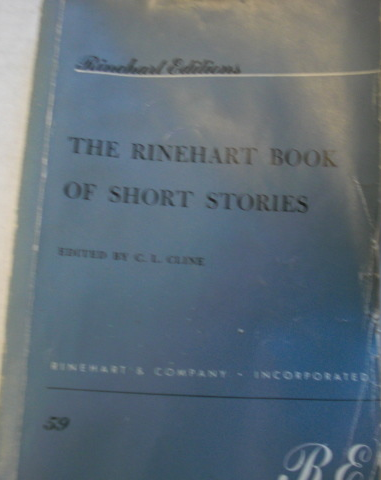 Rinehart Editions
THE RINEHART BOOK
OF SHORT STORIES
EDITED BY C. L. CLINE
RINEHART & COMPANY · INCORPORATED
59
RE